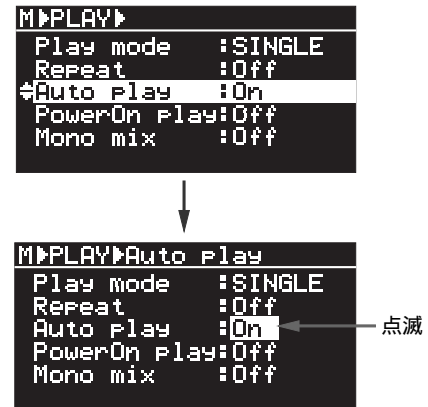 M▶PLAY▶
Play mode :SINGLE
Repeat :Off
Auto play :On
PowerOn play:Off
Mono mix :Off
M▶PLAY▶Auto play
Play mode :SINGLE
Repeat :Off
Auto play :On
点滅
PowerOn play:Off
Mono mix :Off